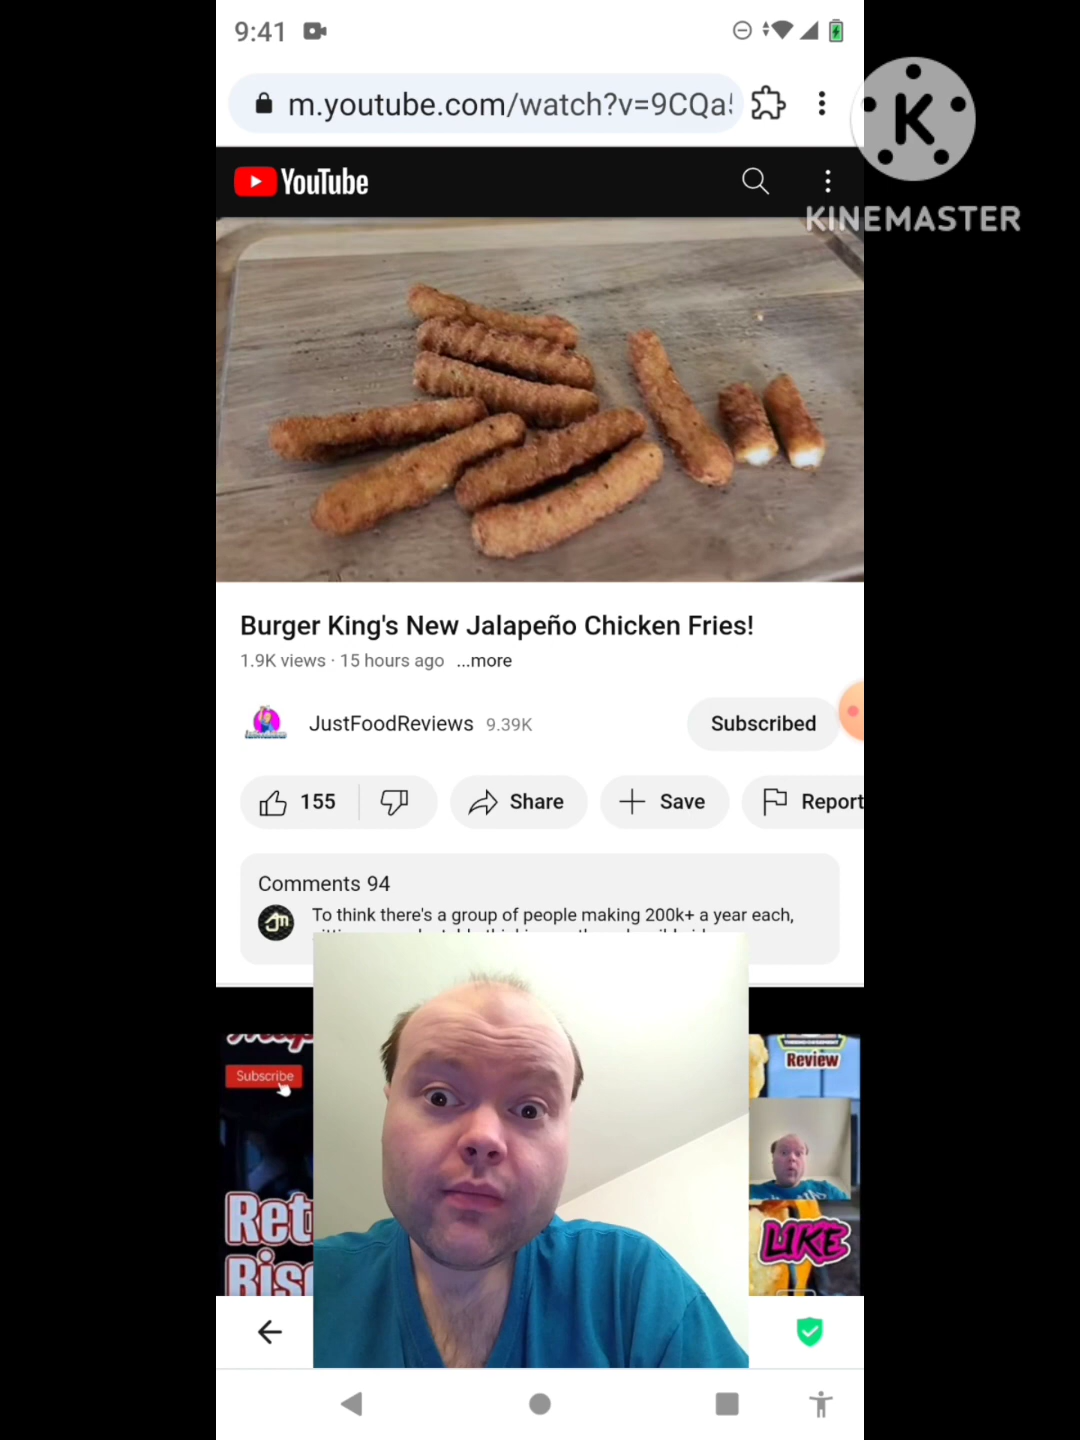 9:41
m.youtube.com/watch?v=9CQa
K
KINEMASTER
YouTube
Burger King's New Jalapeño Chicken Fries!
1.9K views · 15 hours ago ...more
JustFoodReviews 9.39K
Subscribed
155
Share
Save
Report
Comments 94
To think there's a group of people making 200k+ a year each,
Subscribe
Review
Ret
Bisc
LIKE